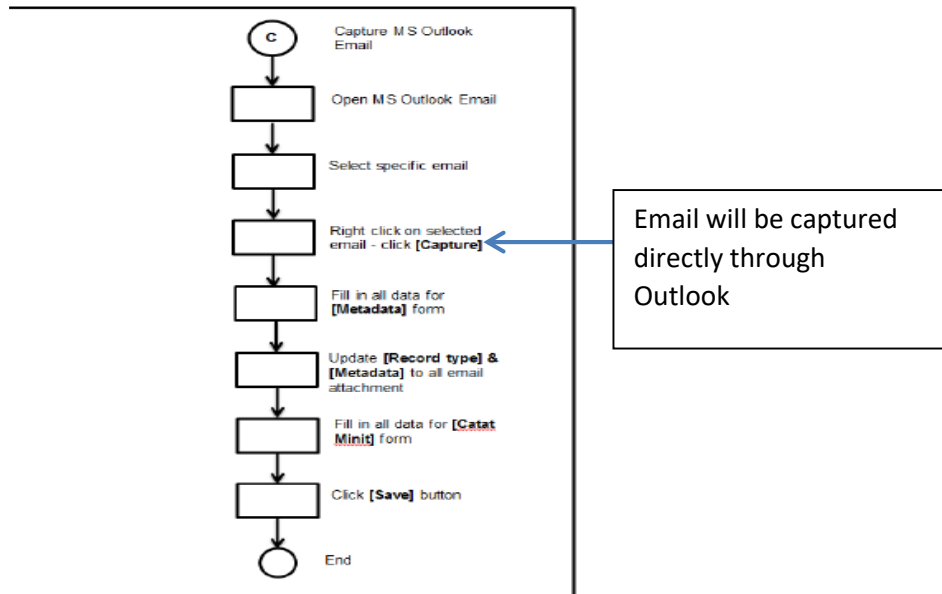 C
Capture MS Outlook
Email
Open MS Outlook Email
Select specific email
Right click on selected
email - click [Capture]
Email will be captured
directly through
Outlook
Fill in all data for
[Metadata] form
Update [Record type] &
[Metadata] to all email
attachment
Fill in all data for [Catat
Minit] form
Click [Save] button
End